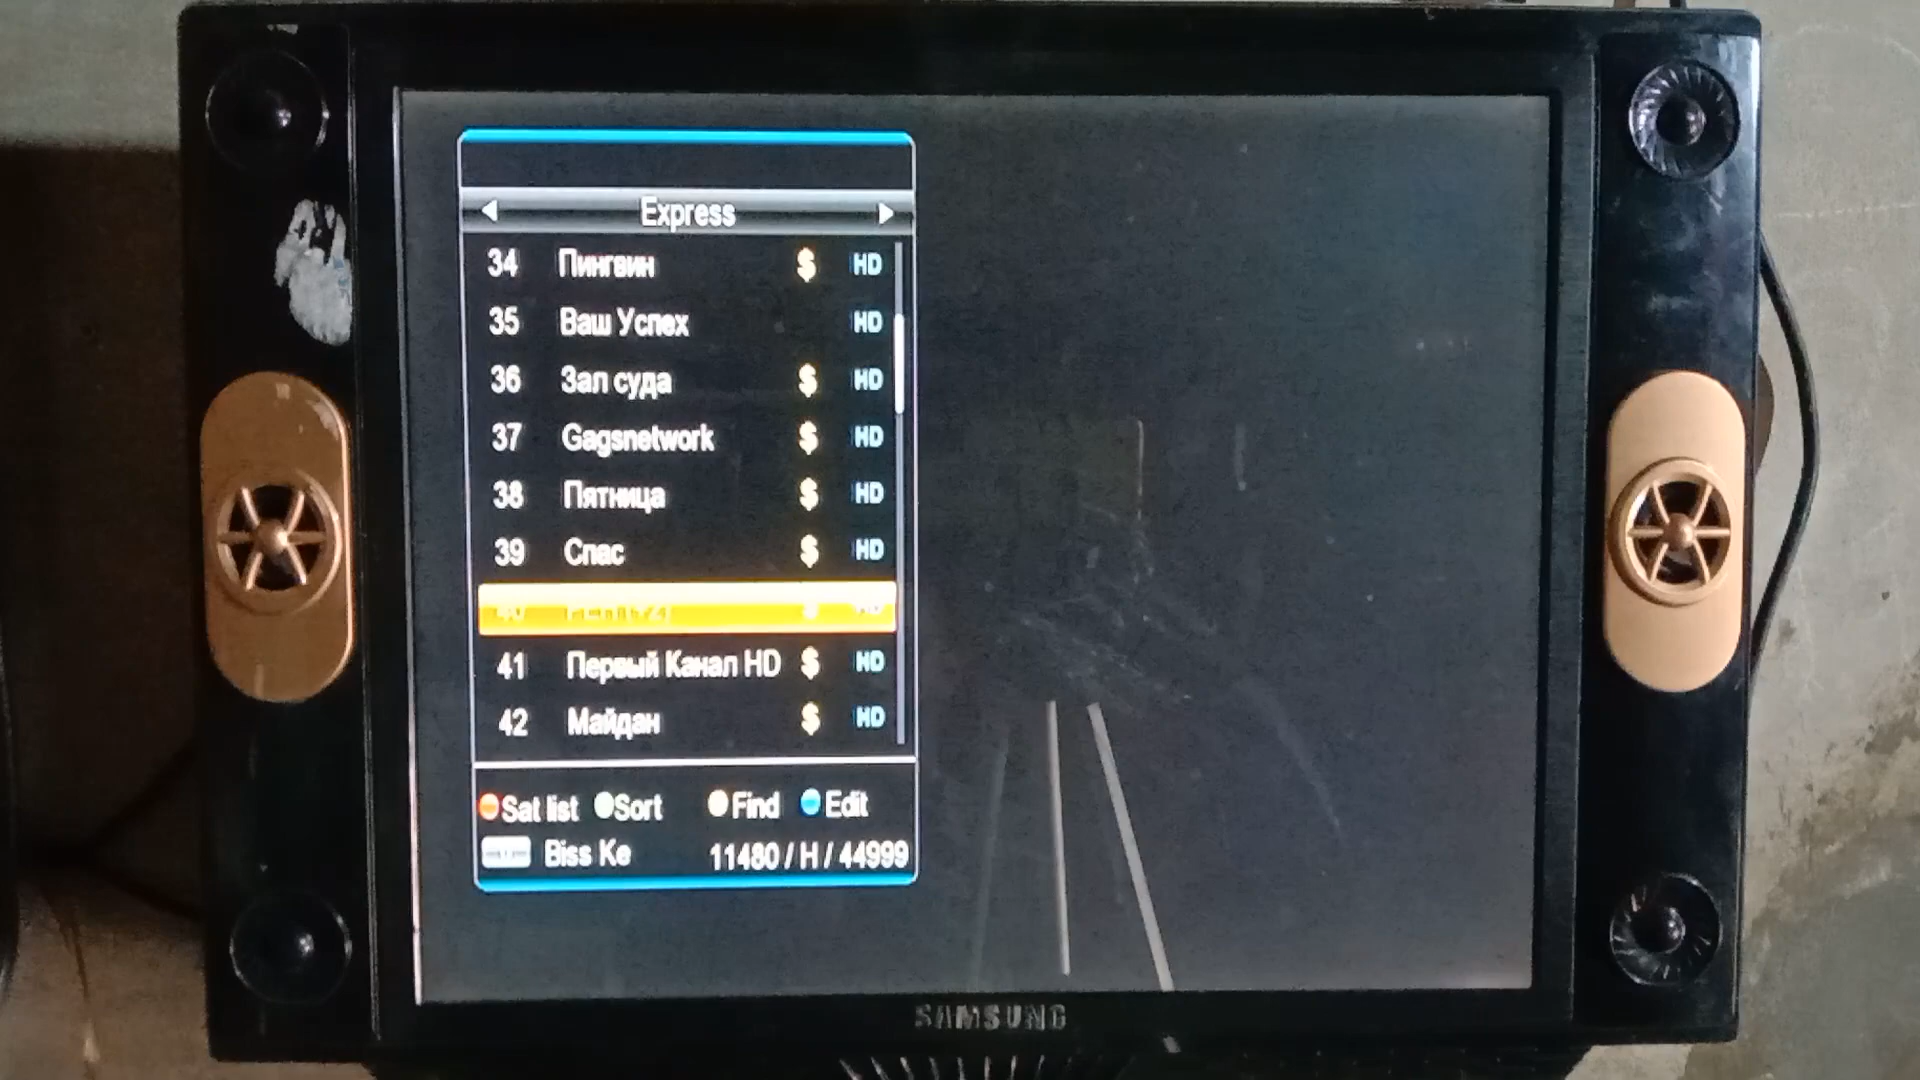 Express
34 Пингвин $ HD
35 Ваш Успех HD
36 Зал суда $ HD
37 Gagsnetwork $ HD
38 Пятница $ HD
39 Спас $ HD
40 $ HD
41 Первый Канал HD $ HD
42 Майдан $ HD
Sat list Sort Find Edit
Biss Ke 11480 / H / 44999
SAMSUNG